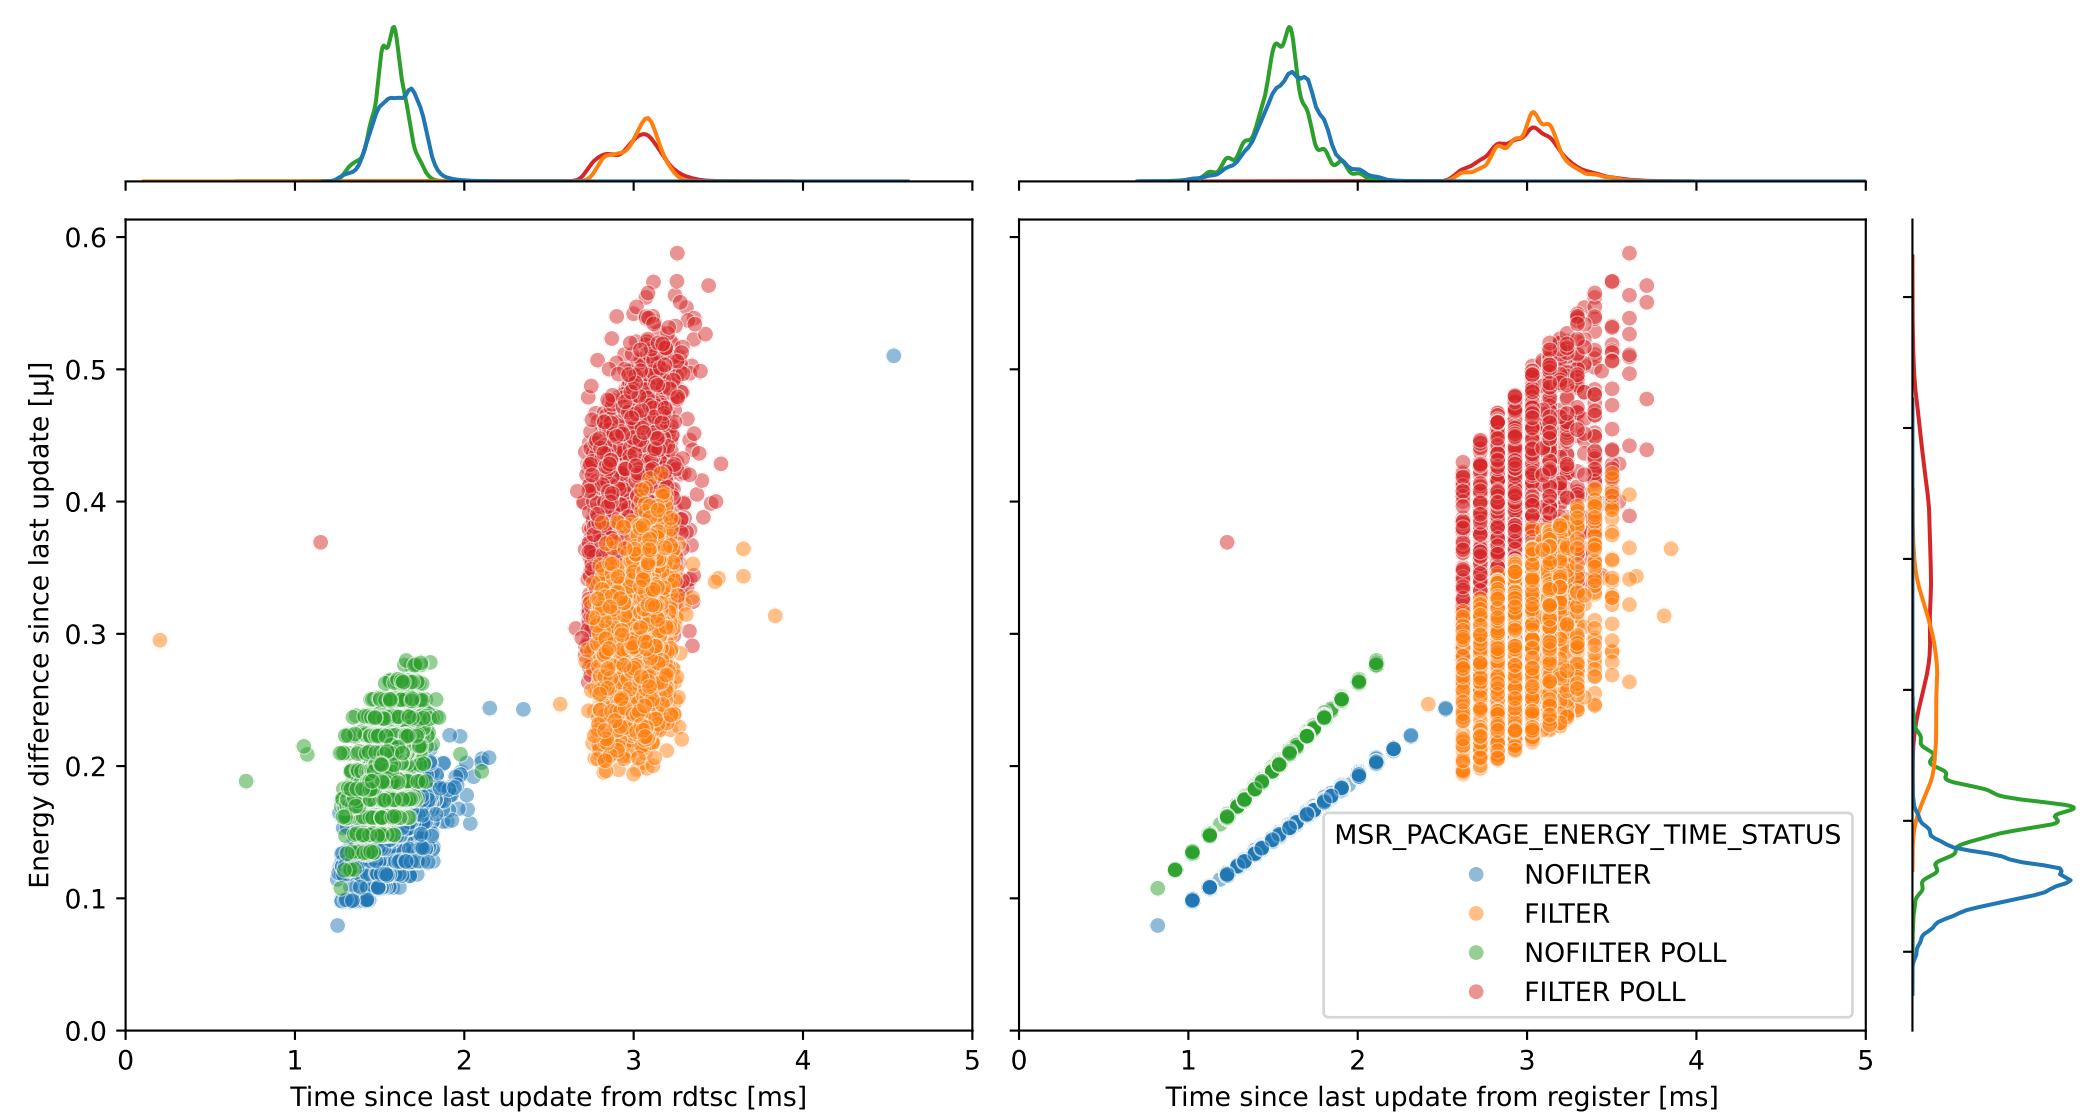 0.6
0.5
0.4
0.3
0.2
0.1
0.0
Energy difference since last update [µJ]
0 1 2 3 4 5
Time since last update from rdtsc [ms]
MSR_PACKAGE_ENERGY_TIME_STATUS
NOFILTER
FILTER
NOFILTER POLL
FILTER POLL
0 1 2 3 4 5
Time since last update from register [ms]